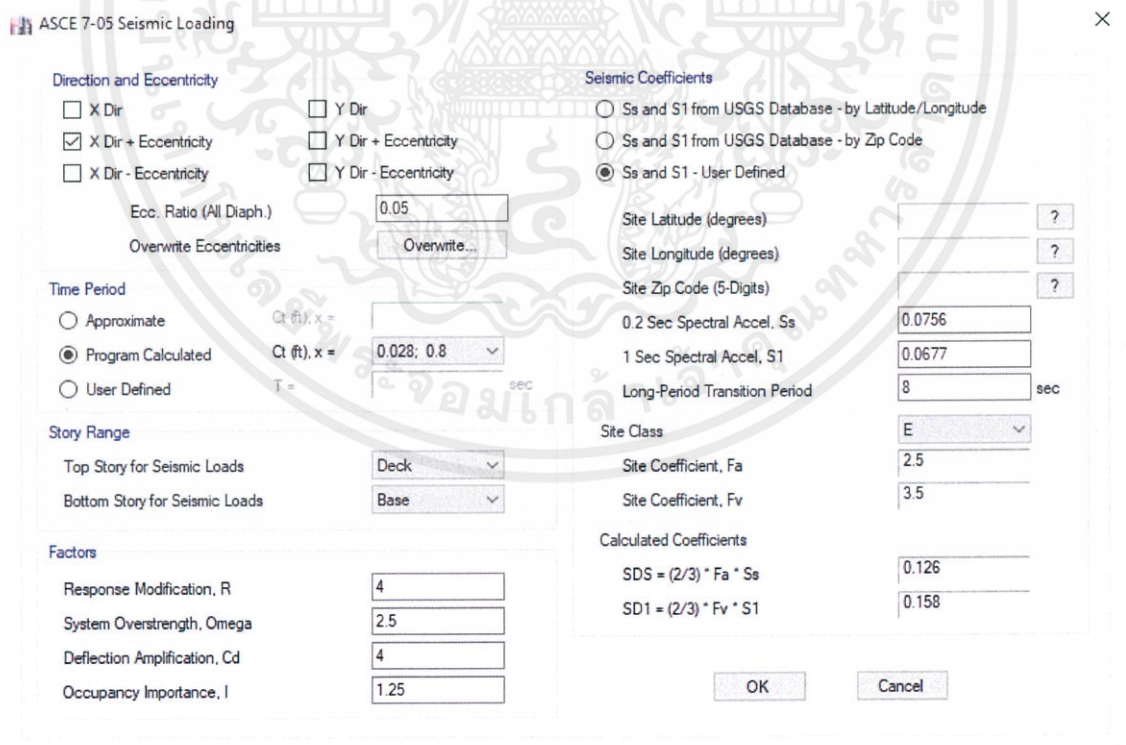 ASCE 7-05 Seismic Loading
Direction and Eccentricity
X Dir
Y Dir
X Dir + Eccentricity
Y Dir + Eccentricity
X Dir - Eccentricity
Y Dir - Eccentricity
Ecc. Ratio (All Diaph.) 0.05
Overwrite Eccentricities Overwrite...
Time Period
Approximate Ct (ft), x =
Program Calculated Ct (ft), x = 0.028; 0.8
User Defined T = sec
Story Range
Top Story for Seismic Loads Deck
Bottom Story for Seismic Loads Base
Factors
Response Modification, R 4
System Overstrength, Omega 2.5
Deflection Amplification, Cd 4
Occupancy Importance, I 1.25
Seismic Coefficients
Ss and S1 from USGS Database - by Latitude/Longitude
Ss and S1 from USGS Database - by Zip Code
Ss and S1 - User Defined
Site Latitude (degrees) ?
Site Longitude (degrees) ?
Site Zip Code (5-Digits) ?
0.2 Sec Spectral Accel, Ss 0.0756
1 Sec Spectral Accel, S1 0.0677
Long-Period Transition Period 8 sec
Site Class E
Site Coefficient, Fa 2.5
Site Coefficient, Fv 3.5
Calculated Coefficients
SDS = (2/3) * Fa * Ss 0.126
SD1 = (2/3) * Fv * S1 0.158
OK Cancel